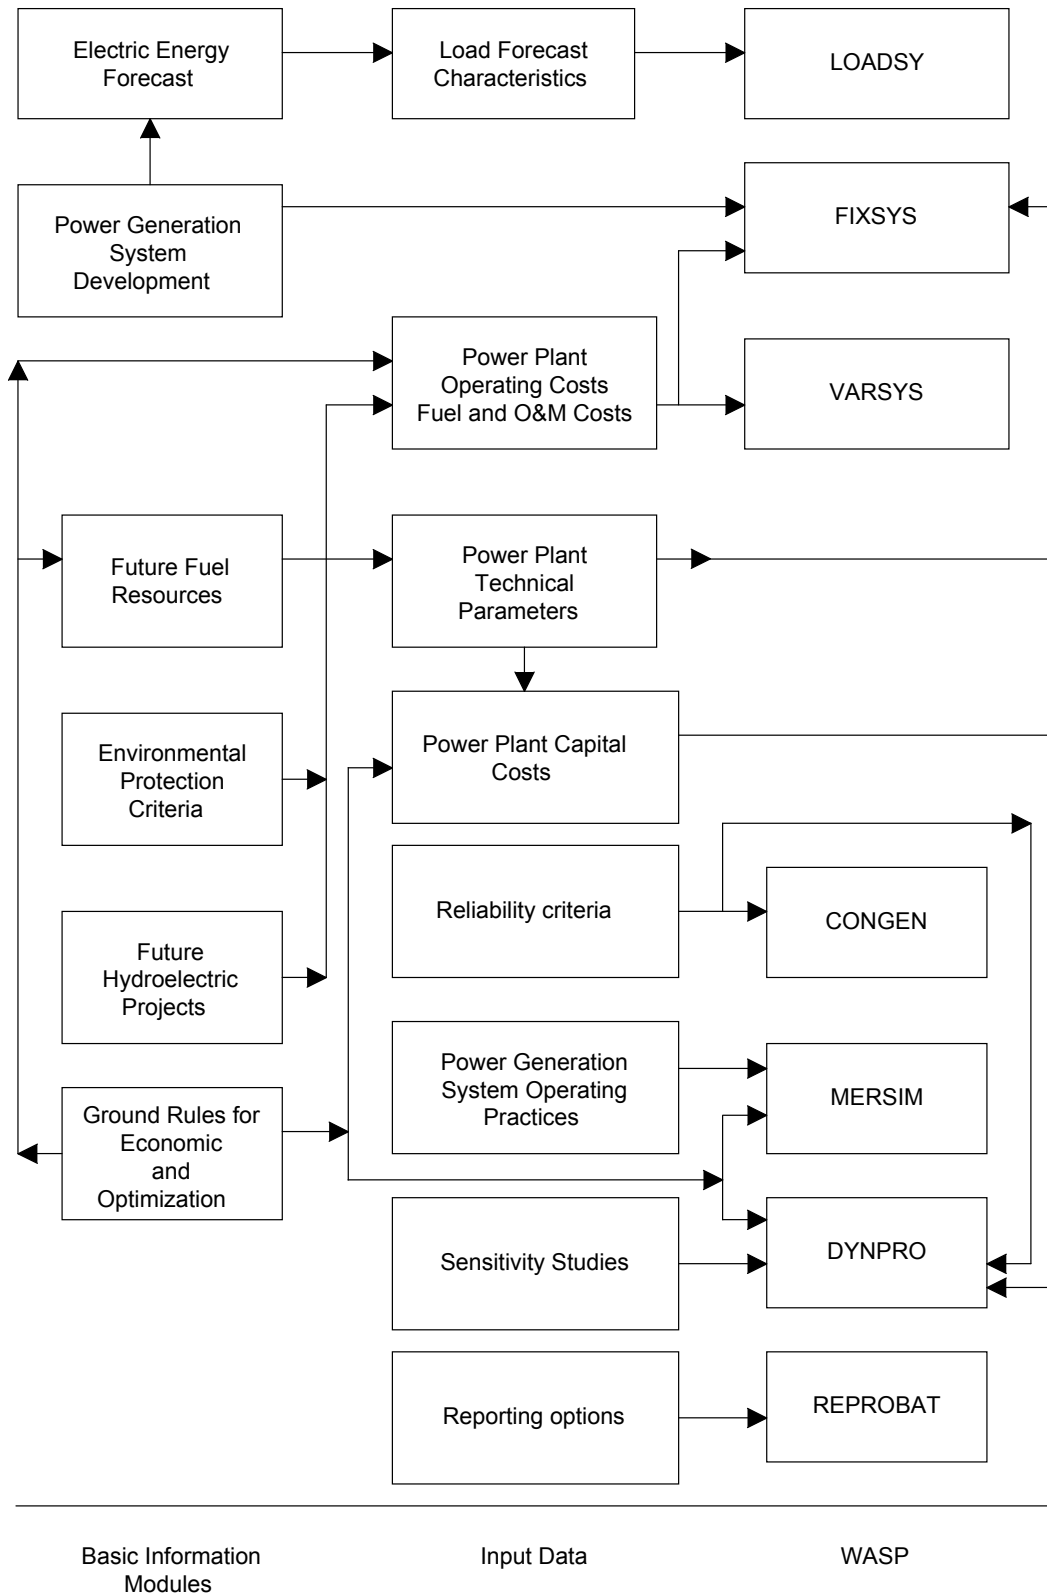 Electric Energy
Forecast
Load Forecast
Characteristics
LOADSY
Power Generation
System
Development
FIXSYS
Power Plant
Operating Costs
Fuel and O&M Costs
VARSYS
Future Fuel
Resources
Power Plant
Technical
Parameters
Environmental
Protection
Criteria
Power Plant Capital
Costs
Reliability criteria
CONGEN
Future
Hydroelectric
Projects
Power Generation
System Operating
Practices
MERSIM
Ground Rules for
Economic
and
Optimization
Sensitivity Studies
DYNPRO
Reporting options
REPROBAT
Basic Information
Modules
Input Data
WASP